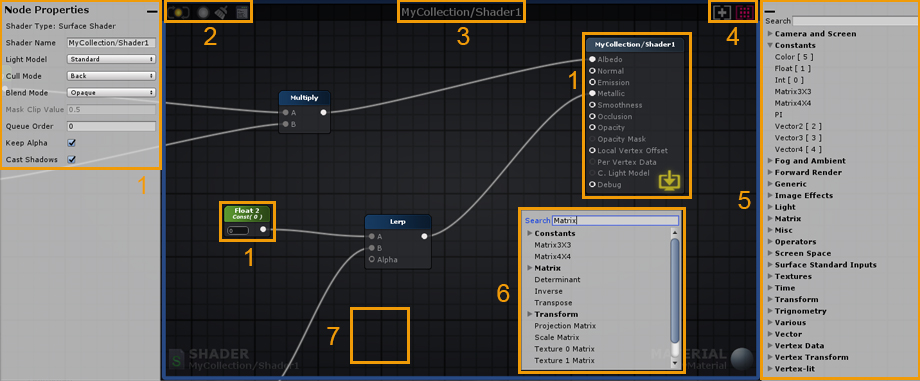 Node Properties
Shader Type: Surface Shader
Shader Name MyCollection/Shader1
Light Model Standard
Cull Mode Back
Blend Mode Opaque
Mask Clip Value 0.5
Queue Order 0
Keep Alpha
Cast Shadows
1
2
MyCollection/Shader1
3
4
MyCollection/Shader1
Albedo
Normal
Emission
Metallic
Smoothness
Occlusion
Opacity
Opacity Mask
Local Vertex Offset
Per Vertex Data
C. Light Model
Debug
1
Multiply
A
B
Float 2
Const( 0 )
0
1
Lerp
A
B
Alpha
Search Matrix
Constants
Matrix3X3
Matrix4X4
Matrix
Determinant
Inverse
Transpose
Transform
Projection Matrix
Scale Matrix
Texture 0 Matrix
Texture 1 Matrix
6
7
SHADER
MyCollection/Shader1
MATERIAL
5
Search
Camera and Screen
Constants
Color [ 5 ]
Float [ 1 ]
Int [ 0 ]
Matrix3X3
Matrix4X4
PI
Vector2 [ 2 ]
Vector3 [ 3 ]
Vector4 [ 4 ]
Fog and Ambient
Forward Render
Generic
Image Effects
Light
Matrix
Misc
Operators
Screen Space
Surface Standard Inputs
Textures
Time
Transform
Trignometry
Various
Vector
Vertex Data
Vertex Transform
Vertex-lit